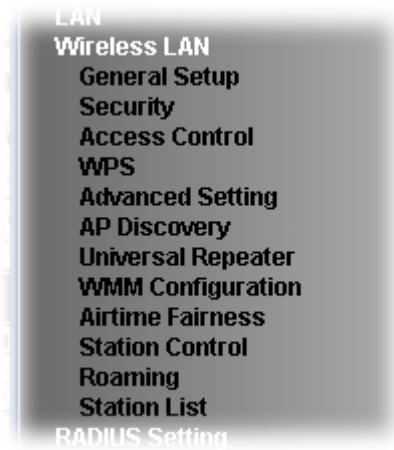 LAN
Wireless LAN
General Setup
Security
Access Control
WPS
Advanced Setting
AP Discovery
Universal Repeater
WMM Configuration
Airtime Fairness
Station Control
Roaming
Station List
RADIUS Setting